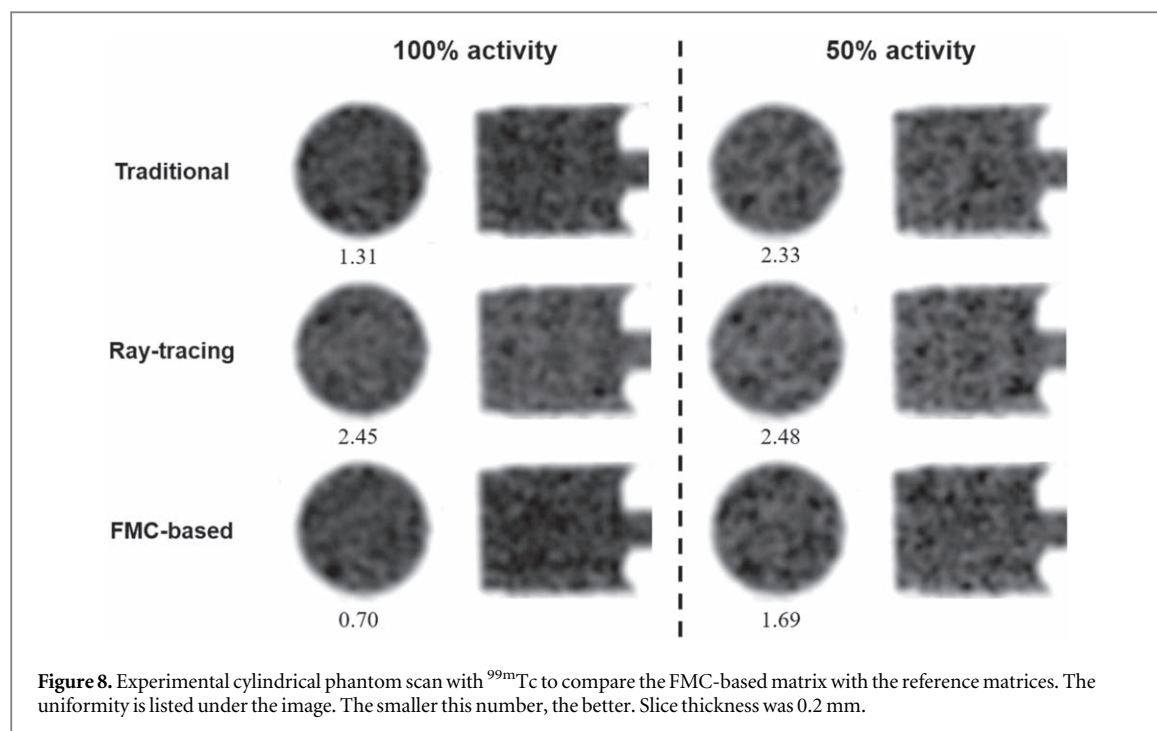 100% activity 50% activity
Traditional
1.31 2.33
Ray-tracing
2.45 2.48
FMC-based
0.70 1.69
Figure 8. Experimental cylindrical phantom scan with ⁹⁹ᵐTc to compare the FMC-based matrix with the reference matrices. The
uniformity is listed under the image. The smaller this number, the better. Slice thickness was 0.2 mm.